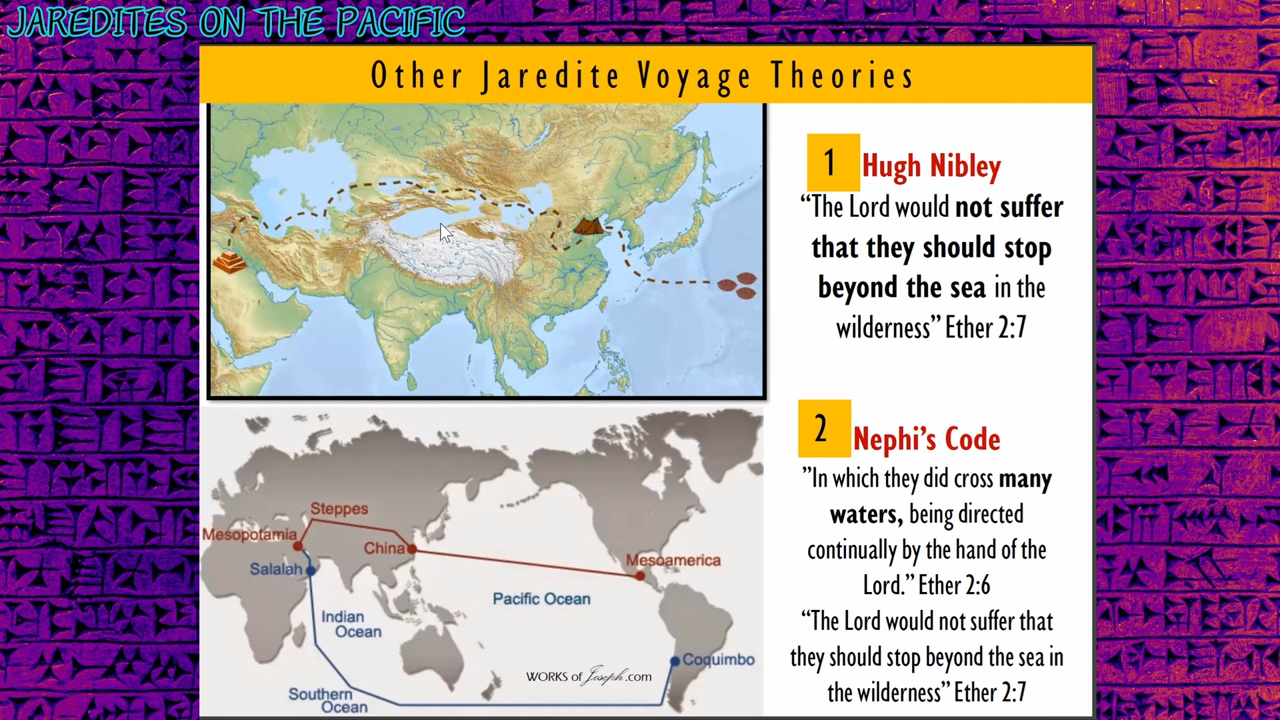 JAREDITES ON THE PACIFIC
Other Jaredite Voyage Theories
1 Hugh Nibley
“The Lord would not suffer
that they should stop
beyond the sea in the
wilderness” Ether 2:7
2 Nephi’s Code
”In which they did cross many
waters, being directed
continually by the hand of the
Lord.” Ether 2:6
“The Lord would not suffer that
they should stop beyond the sea in
the wilderness” Ether 2:7
Steppes
Mesopotamia
China
Mesoamerica
Salalah
Pacific Ocean
Indian
Ocean
Coquimbo
WORKS of Joseph.com
Southern
Ocean